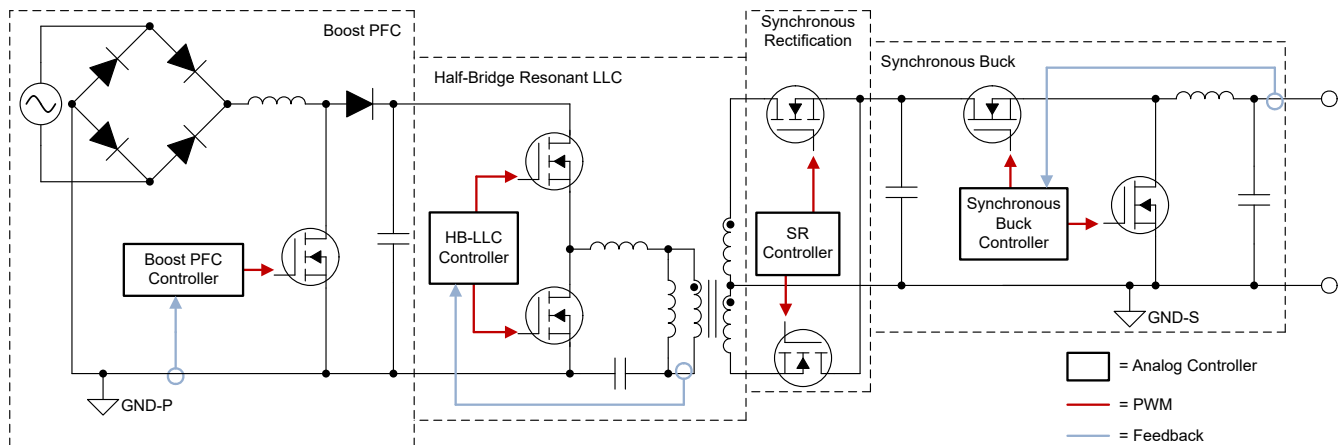 Boost PFC
Half-Bridge Resonant LLC
Synchronous
Rectification
Synchronous Buck
Boost PFC
Controller
HB-LLC
Controller
SR
Controller
Synchronous
Buck
Controller
GND-P
GND-S
= Analog Controller
= PWM
= Feedback